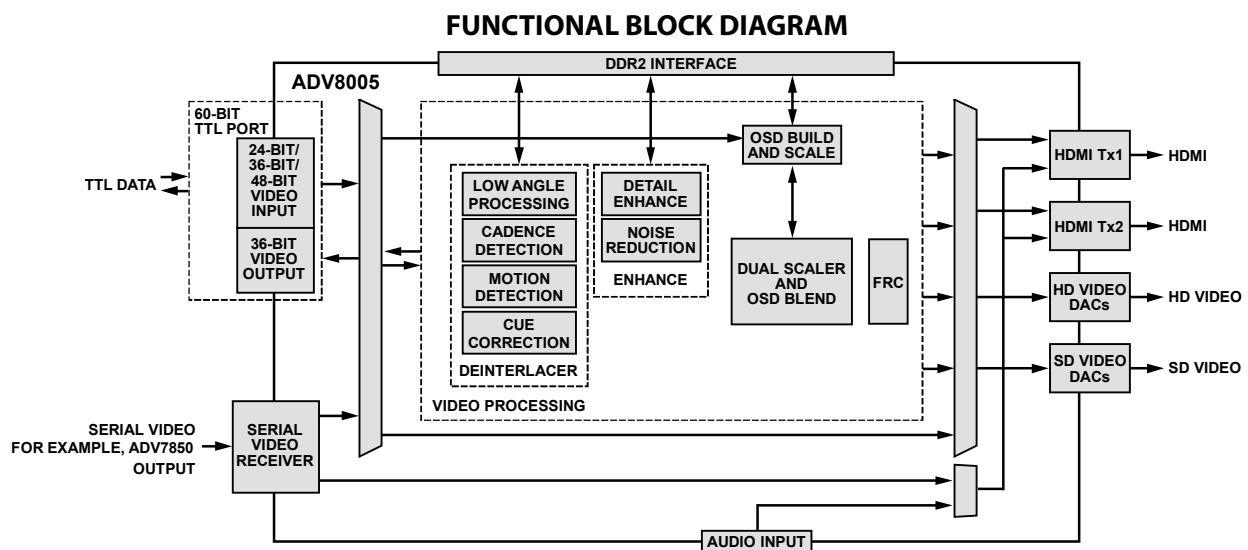 FUNCTIONAL BLOCK DIAGRAM
DDR2 INTERFACE
ADV8005
60-BIT
TTL PORT
24-BIT/
36-BIT/
48-BIT
VIDEO
INPUT
36-BIT
VIDEO
OUTPUT
TTL DATA
LOW ANGLE
PROCESSING
CADENCE
DETECTION
MOTION
DETECTION
CUE
CORRECTION
DEINTERLACER
DETAIL
ENHANCE
NOISE
REDUCTION
ENHANCE
OSD BUILD
AND SCALE
DUAL SCALER
AND
OSD BLEND
FRC
VIDEO PROCESSING
HDMI Tx1
HDMI
HDMI Tx2
HDMI
HD VIDEO
DACs
HD VIDEO
SD VIDEO
DACs
SD VIDEO
SERIAL VIDEO
FOR EXAMPLE, ADV7850
OUTPUT
SERIAL
VIDEO
RECEIVER
AUDIO INPUT